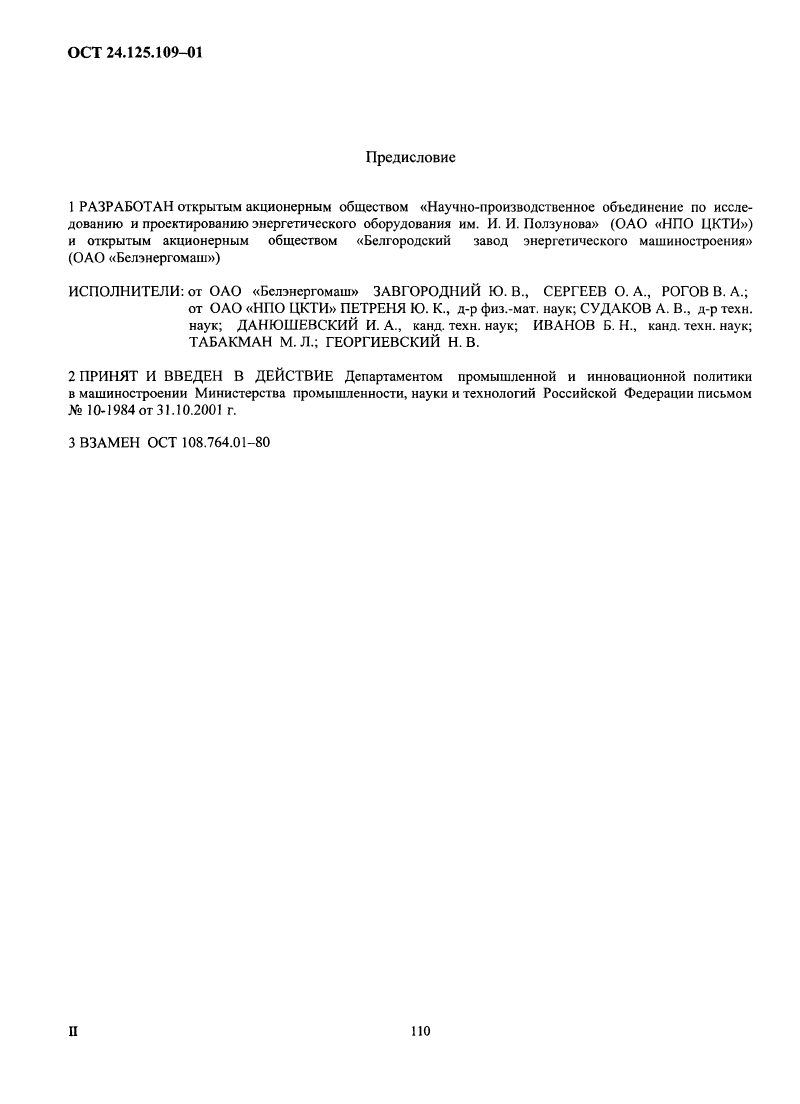 ОСТ 24.125.109–01
Предисловие
1 РАЗРАБОТАН открытым акционерным обществом «Научно-производственное объединение по иссле-
дованию и проектированию энергетического оборудования им. И. И. Ползунова» (ОАО «НПО ЦКТИ»)
и открытым акционерным обществом «Белгородский завод энергетического машиностроения»
(ОАО «Белэнергомаш»)
ИСПОЛНИТЕЛИ: от ОАО «Белэнергомаш» ЗАВГОРОДНИЙ Ю. В., СЕРГЕЕВ О. А., РОГОВ В. А.;
от ОАО «НПО ЦКТИ» ПЕТРЕНЯ Ю. К., д-р физ.-мат. наук; СУДАКОВ А. В., д-р техн.
наук; ДАНЮШЕВСКИЙ И. А., канд. техн. наук; ИВАНОВ Б. Н., канд. техн. наук;
ТАБАКМАН М. Л.; ГЕОРГИЕВСКИЙ Н. В.
2 ПРИНЯТ И ВВЕДЕН В ДЕЙСТВИЕ Департаментом промышленной и инновационной политики
в машиностроении Министерства промышленности, науки и технологий Российской Федерации письмом
№ 10-1984 от 31.10.2001 г.
3 ВЗАМЕН ОСТ 108.764.01–80
II 110